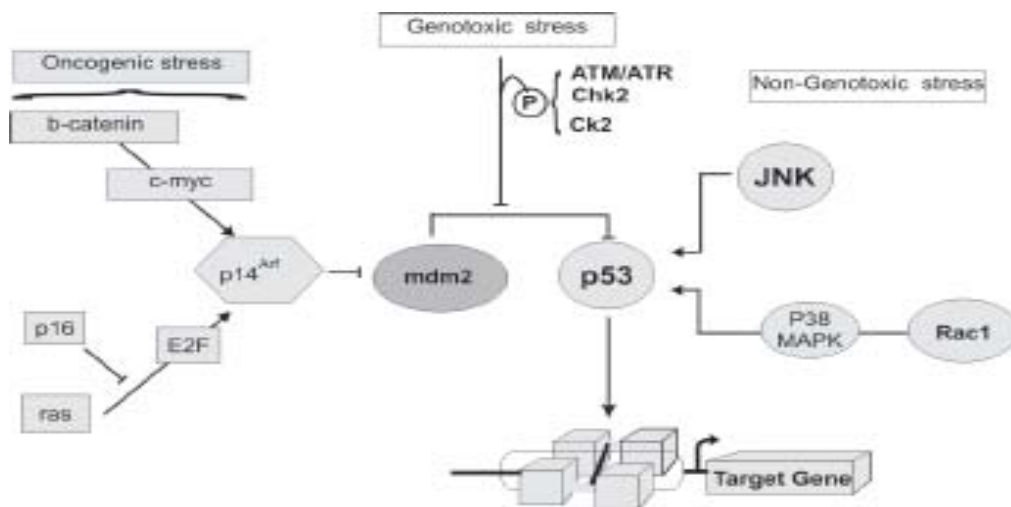 Genotoxic stress
Oncogenic stress
ATM/ATR
Chk2
Ck2
P
Non-Genotoxic stress
b-catenin
c-myc
JNK
p14Arf
mdm2
p53
p16
E2F
P38
MAPK
Rac1
ras
Target Gene